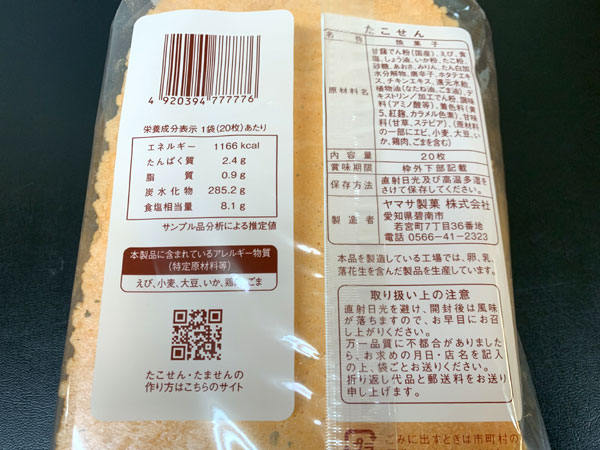 4 920394 777776
栄養成分表示 1袋(20枚)あたり
エネルギー 1166 kcal
たんぱく質 2.4 g
脂質 0.9 g
炭水化物 285.2 g
食塩相当量 8.1 g
サンプル品分析による推定値
本製品に含まれているアレルギー物質
(特定原材料等)
えび、小麦、大豆、いか、鶏肉、ごま
たこせん・たませんの
作り方はこちらのサイト
たこせん
名称 焼菓子
原材料名
甘藷でん粉(国産)、えび、食
塩、しょう油、いか粉、たこ粉、
砂糖、あおさ、みりん、たん白加
水分解物、唐辛子、ホタテエキ
ス、チキンエキス、還元水飴、
植物油(なたね油、ごま油)、デ
キストリン/加工でん粉、調味
料(アミノ酸等)、着色料(黄
5、紅麹、カラメル色素)、甘味
料(甘草、ステビア)、(原材料
の一部にエビ、小麦、大豆、い
か、鶏肉、ごまを含む)
内容量 20枚
賞味期限 枠外下部記載
保存方法 直射日光及び高温多湿を
さけて保存してください。
製造者
ヤマサ製菓 株式会社
愛知県碧南市
若宮町7丁目36番地
電話 0566-41-2323
本品を製造している工場では、卵、乳、
落花生を含んだ製品を生産しています。
取り扱い上の注意
直射日光を避け、開封後は風味
が落ちますので、お早目にお召
し上がりください。
万一品質に不都合がありました
ら、お求めの月日・店名を記入
の上、袋ごとお送りください。
折り返し代品と郵送料をお送り
申し上げます。
ごみに出すときは市町村の